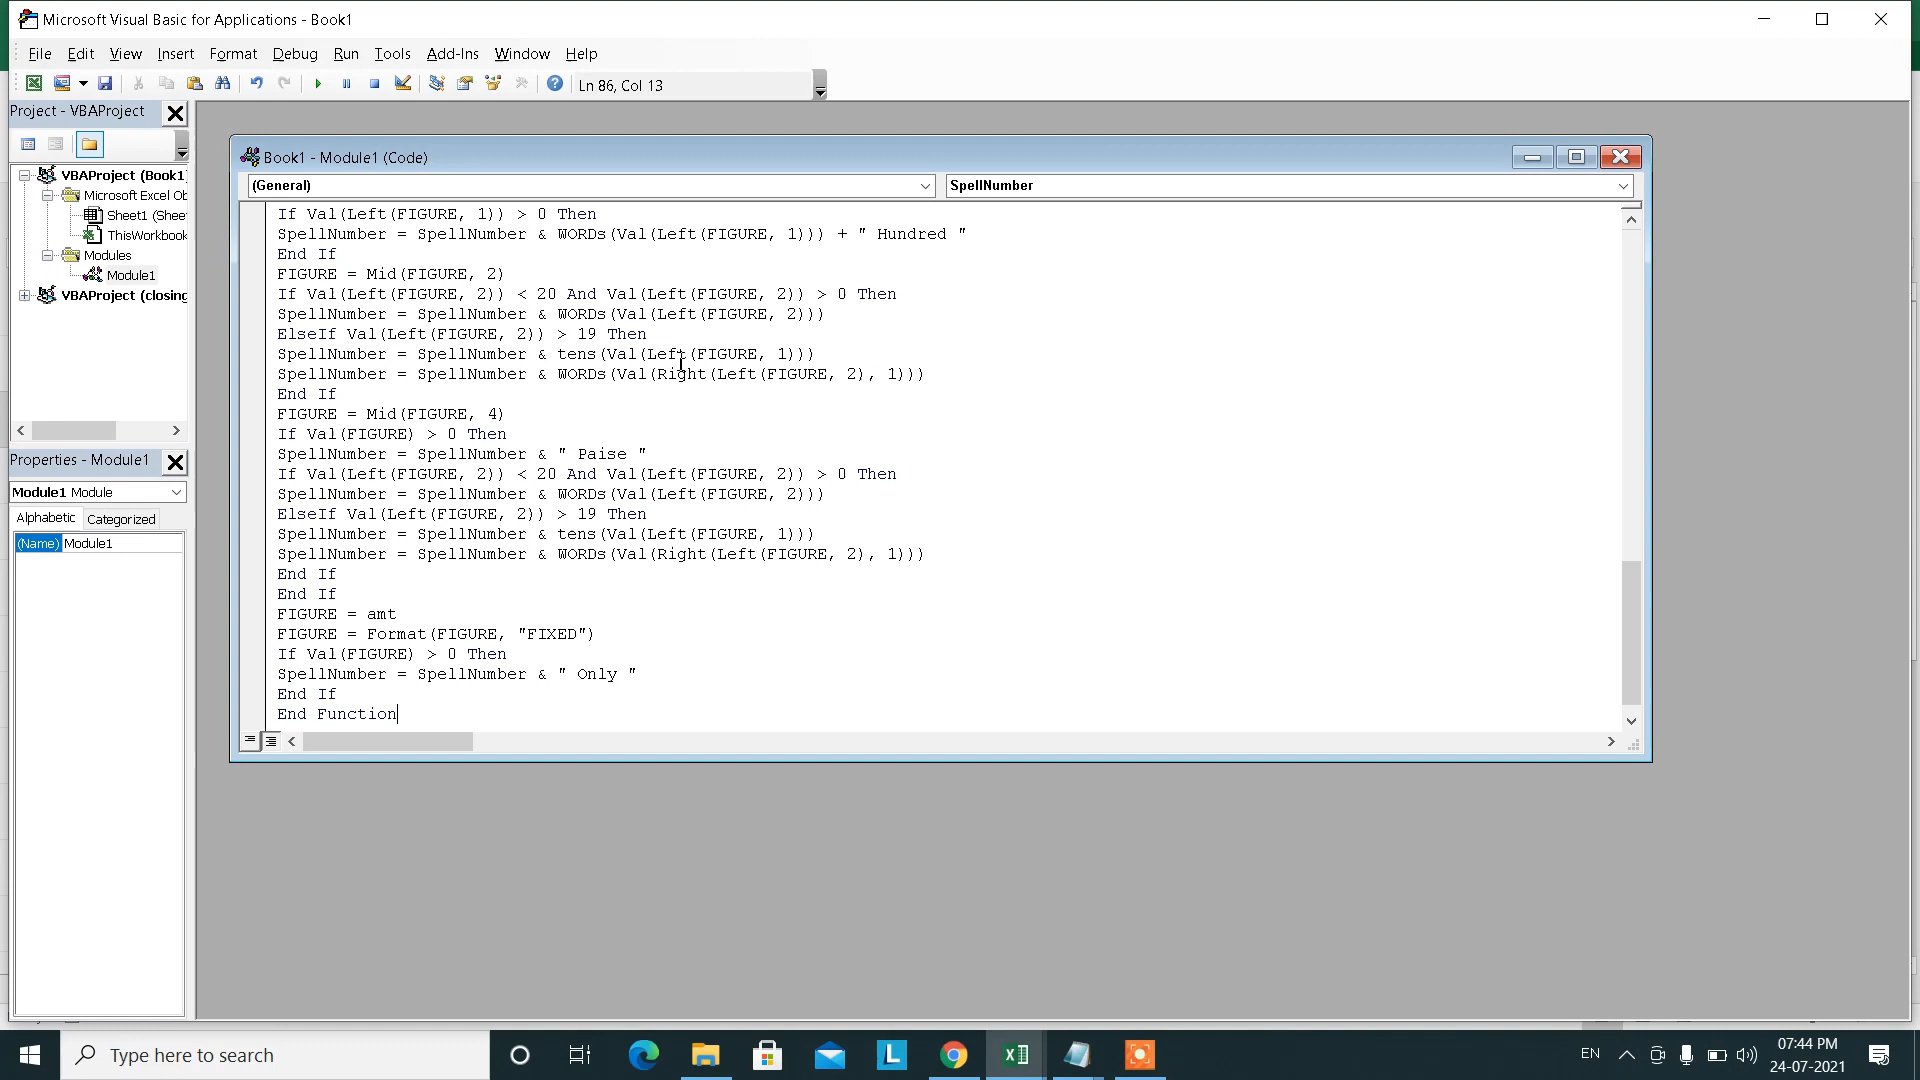 Microsoft Visual Basic for Applications - Book1
File Edit View Insert Format Debug Run Tools Add-Ins Window Help
Ln 86, Col 13
Project - VBAProject
VBAProject (Book1
Microsoft Excel Ob
Sheet1 (Shee
ThisWorkbook
Modules
Module1
VBAProject (closing
Properties - Module1
Module1 Module
Alphabetic Categorized
(Name) Module1
Book1 - Module1 (Code)
(General) SpellNumber
If Val(Left(FIGURE, 1)) > 0 Then
SpellNumber = SpellNumber & WORDs(Val(Left(FIGURE, 1))) + " Hundred "
End If
FIGURE = Mid(FIGURE, 2)
If Val(Left(FIGURE, 2)) < 20 And Val(Left(FIGURE, 2)) > 0 Then
SpellNumber = SpellNumber & WORDs(Val(Left(FIGURE, 2)))
ElseIf Val(Left(FIGURE, 2)) > 19 Then
SpellNumber = SpellNumber & tens(Val(Left(FIGURE, 1)))
SpellNumber = SpellNumber & WORDs(Val(Right(Left(FIGURE, 2), 1)))
End If
FIGURE = Mid(FIGURE, 4)
If Val(FIGURE) > 0 Then
SpellNumber = SpellNumber & " Paise "
If Val(Left(FIGURE, 2)) < 20 And Val(Left(FIGURE, 2)) > 0 Then
SpellNumber = SpellNumber & WORDs(Val(Left(FIGURE, 2)))
ElseIf Val(Left(FIGURE, 2)) > 19 Then
SpellNumber = SpellNumber & tens(Val(Left(FIGURE, 1)))
SpellNumber = SpellNumber & WORDs(Val(Right(Left(FIGURE, 2), 1)))
End If
End If
FIGURE = amt
FIGURE = Format(FIGURE, "FIXED")
If Val(FIGURE) > 0 Then
SpellNumber = SpellNumber & " Only "
End If
End Function
Type here to search
L
EN
07:44 PM
24-07-2021